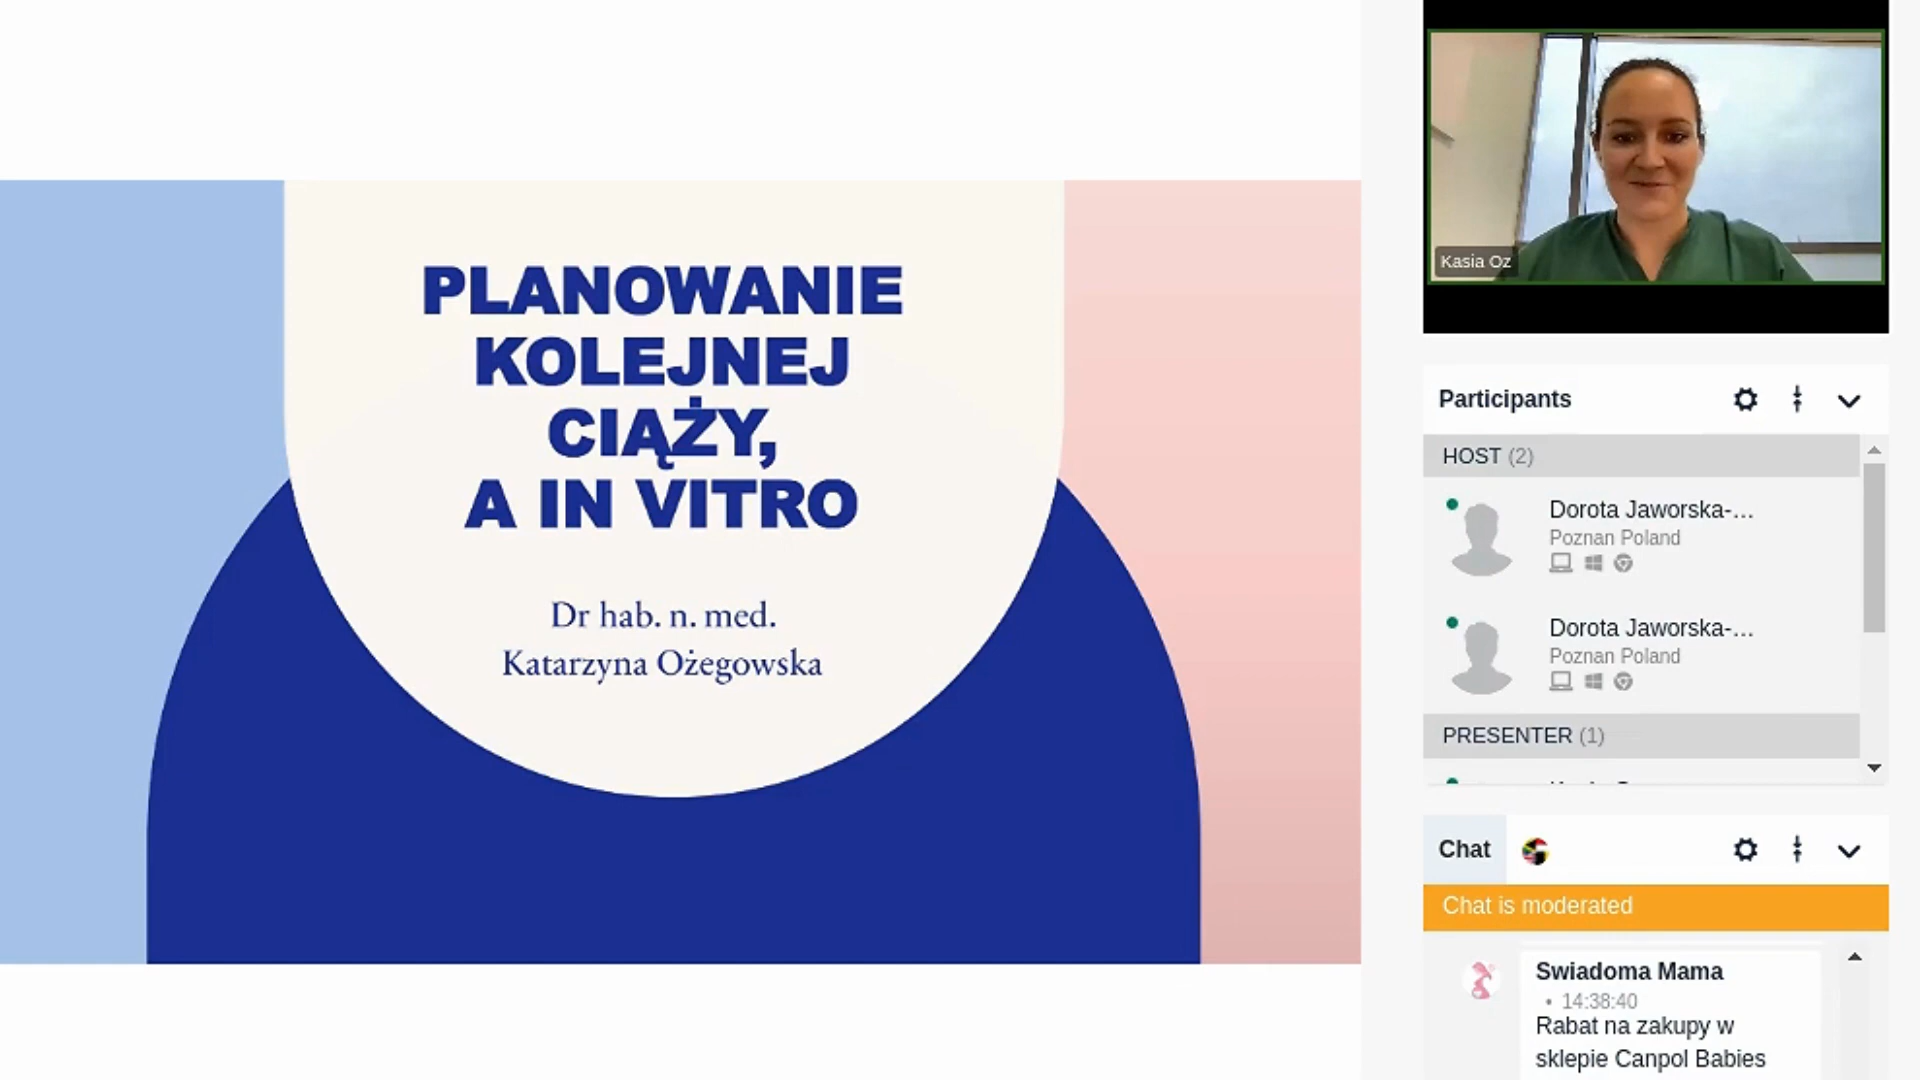 PLANOWANIE
KOLEJNEJ
CIĄŻY,
A IN VITRO
Dr hab. n. med.
Katarzyna Ożegowska
Kasia Oz
Participants
HOST (2)
Dorota Jaworska-...
Poznan Poland
Dorota Jaworska-...
Poznan Poland
PRESENTER (1)
Chat
Chat is moderated
Swiadoma Mama
• 14:38:40
Rabat na zakupy w
sklepie Canpol Babies